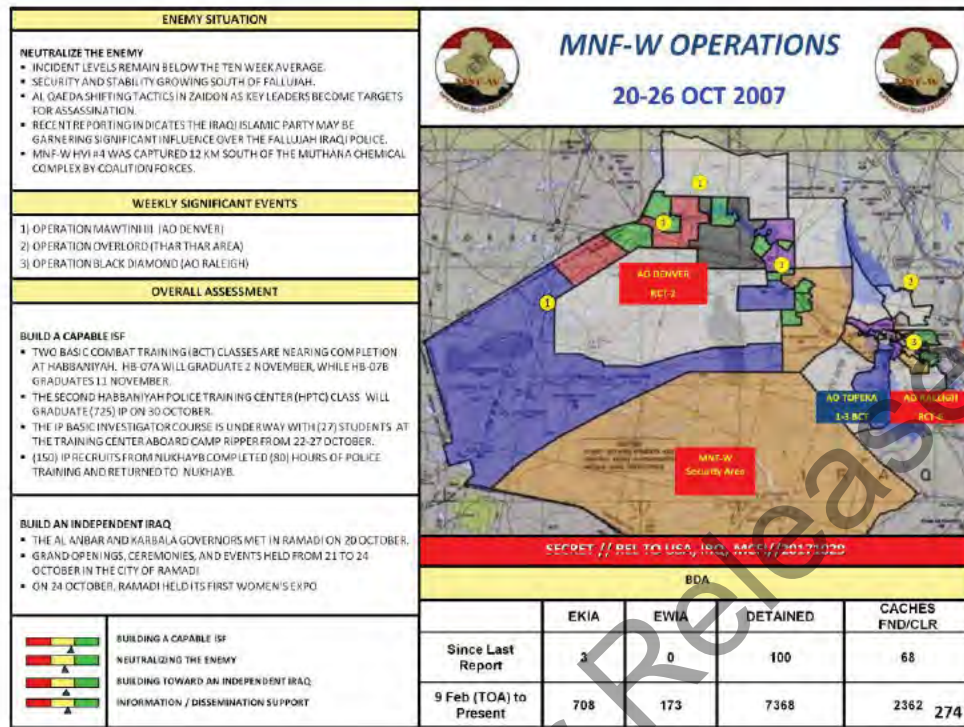 ENEMY SITUATION
NEUTRALIZE THE ENEMY
▪ INCIDENT LEVELS REMAIN BELOW THE TEN WEEK AVERAGE.
▪ SECURITY AND STABILITY GROWING SOUTH OF FALLUJAH.
▪ AL QAEDA SHIFTING TACTICS IN ZAIDON AS KEY LEADERS BECOME TARGETS
FOR ASSASSINATION.
▪ RECENT REPORTING INDICATES THE IRAQI ISLAMIC PARTY MAY BE
GARNERING SIGNIFICANT INFLUENCE OVER THE FALLUJAH IRAQI POLICE.
▪ MNF-W HVI #4 WAS CAPTURED 12 KM SOUTH OF THE MUTHANA CHEMICAL
COMPLEX BY COALITION FORCES.
WEEKLY SIGNIFICANT EVENTS
1) OPERATION MAWTINI III (AO DENVER)
2) OPERATION OVERLORD (THAR THAR AREA)
3) OPERATION BLACK DIAMOND (AO RALEIGH)
OVERALL ASSESSMENT
BUILD A CAPABLE ISF
▪ TWO BASIC COMBAT TRAINING (BCT) CLASSES ARE NEARING COMPLETION
AT HABBANIYAH. HB-07A WILL GRADUATE 2 NOVEMBER, WHILE HB-07B
GRADUATES 11 NOVEMBER.
▪ THE SECOND HABBANIYAH POLICE TRAINING CENTER (HPTC) CLASS WILL
GRADUATE (725) IP ON 30 OCTOBER.
▪ THE IP BASIC INVESTIGATOR COURSE IS UNDERWAY WITH (27) STUDENTS AT
THE TRAINING CENTER ABOARD CAMP RIPPER FROM 22-27 OCTOBER.
▪ (150) IP RECRUITS FROM NUKHAYB COMPLETED (80) HOURS OF POLICE
TRAINING AND RETURNED TO NUKHAYB.
BUILD AN INDEPENDENT IRAQ
▪ THE AL ANBAR AND KARBALA GOVERNORS MET IN RAMADI ON 20 OCTOBER.
▪ GRAND OPENINGS, CEREMONIES, AND EVENTS HELD FROM 21 TO 24
OCTOBER IN THE CITY OF RAMADI
▪ ON 24 OCTOBER, RAMADI HELD ITS FIRST WOMEN'S EXPO
BUILDING A CAPABLE ISF
NEUTRALIZING THE ENEMY
BUILDING TOWARD AN INDEPENDENT IRAQ
INFORMATION / DISSEMINATION SUPPORT
MNF-W OPERATIONS
20-26 OCT 2007
MNF-W
MNF-W
1
3
3
1
2
3
AO DENVER
RCT-2
AO TOPEKA
1-3 BCT
AO RALEIGH
RCT-6
MNF-W
Security Area
SECRET // REL TO USA, IRQ, MCFI//20171029
BDA
EKIA EWIA DETAINED CACHES FND/CLR
Since Last Report 3 0 100 68
9 Feb (TOA) to Present 708 173 7368 2362
274
Release